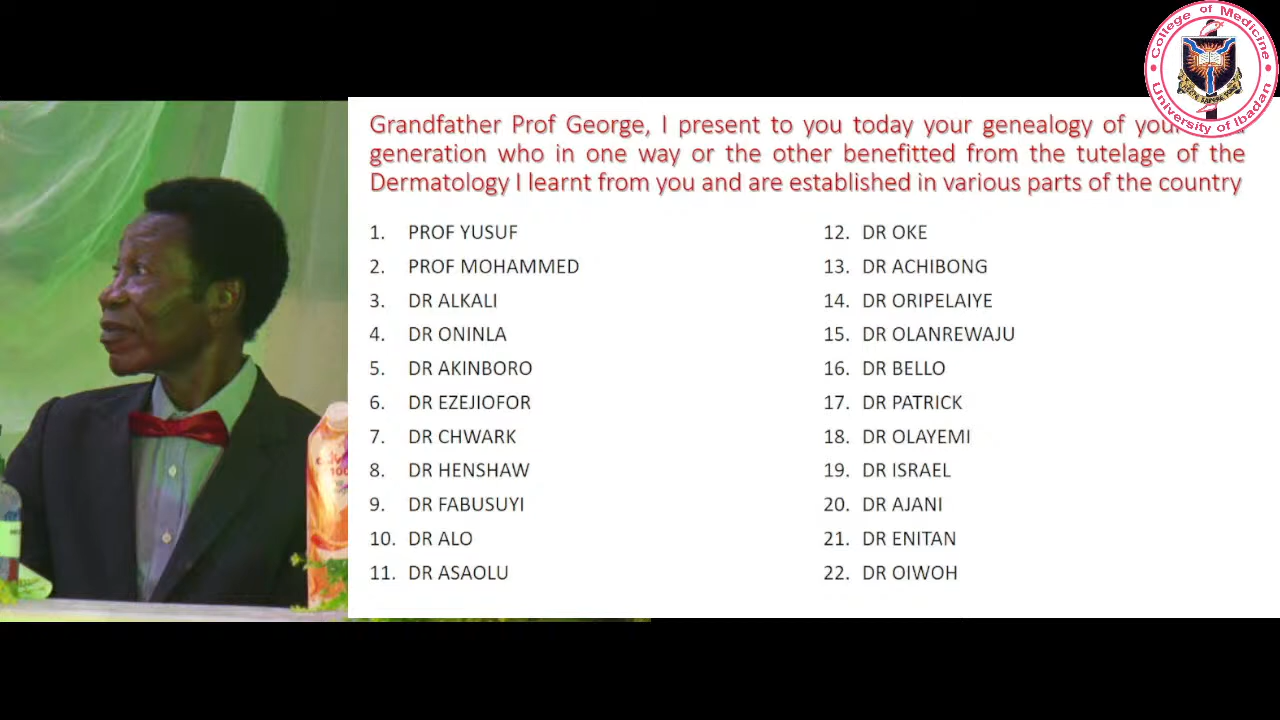 College of Medicine
University of Ibadan
Grandfather Prof George, I present to you today your genealogy of
generation who in one way or the other benefitted from the tutelage of the
Dermatology I learnt from you and are established in various parts of the country
1. PROF YUSUF
2. PROF MOHAMMED
3. DR ALKALI
4. DR ONINLA
5. DR AKINBORO
6. DR EZEJIOFOR
7. DR CHWARK
8. DR HENSHAW
9. DR FABUSUYI
10. DR ALO
11. DR ASAOLU
12. DR OKE
13. DR ACHIBONG
14. DR ORIPELAIYE
15. DR OLANREWAJU
16. DR BELLO
17. DR PATRICK
18. DR OLAYEMI
19. DR ISRAEL
20. DR AJANI
21. DR ENITAN
22. DR OIWOH